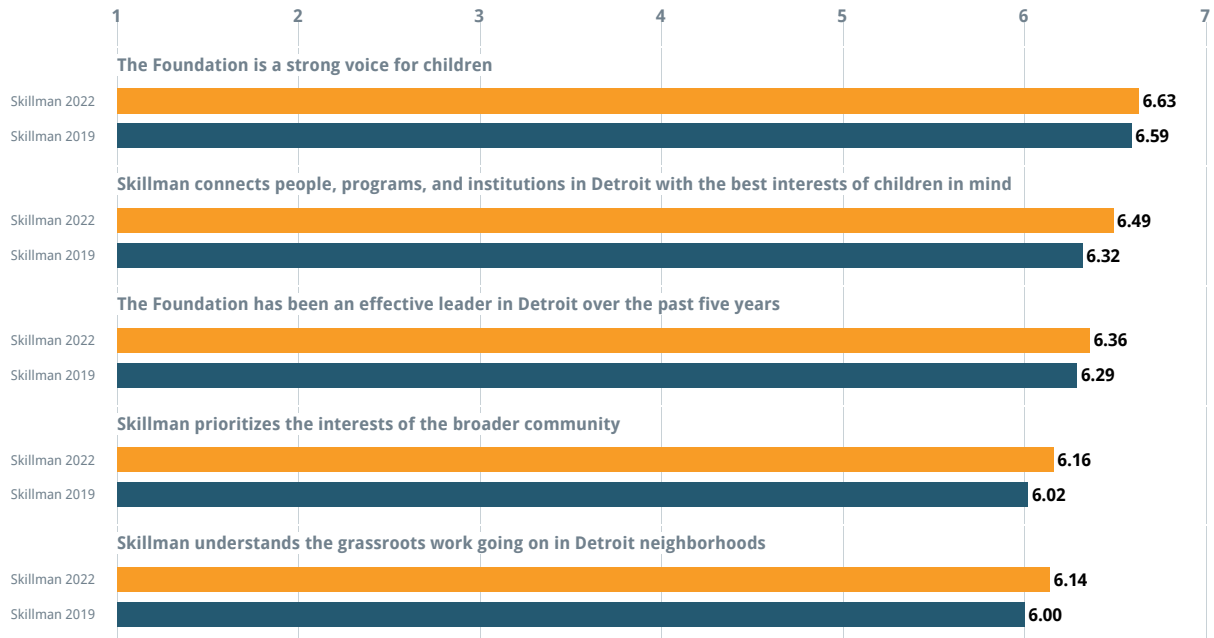 1 2 3 4 5 6 7
The Foundation is a strong voice for children
Skillman 2022 6.63
Skillman 2019 6.59
Skillman connects people, programs, and institutions in Detroit with the best interests of children in mind
Skillman 2022 6.49
Skillman 2019 6.32
The Foundation has been an effective leader in Detroit over the past five years
Skillman 2022 6.36
Skillman 2019 6.29
Skillman prioritizes the interests of the broader community
Skillman 2022 6.16
Skillman 2019 6.02
Skillman understands the grassroots work going on in Detroit neighborhoods
Skillman 2022 6.14
Skillman 2019 6.00